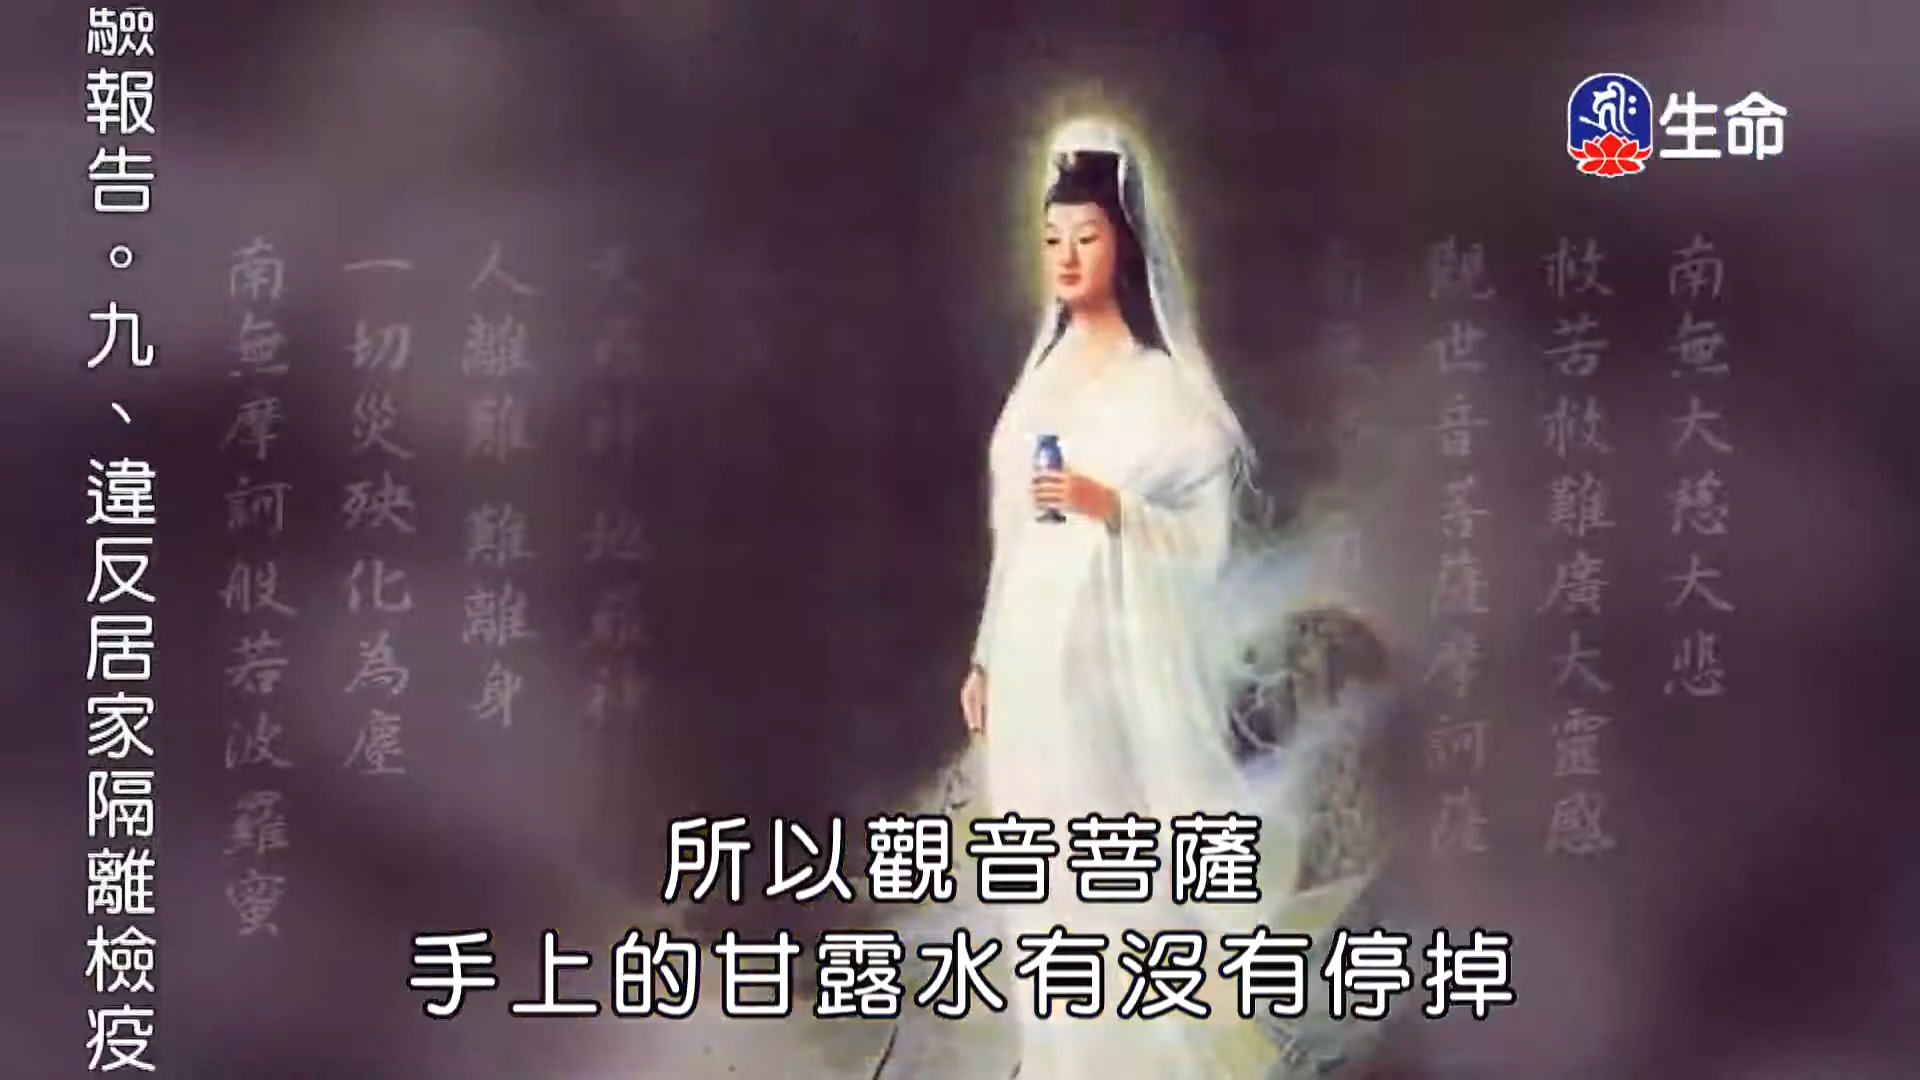 生命
驗報告。九、違反居家隔離檢疫
南無大慈大悲
救苦救難廣大靈感
觀世音菩薩摩訶薩
人離難 難離身
一切災殃化為塵
南無摩訶般若波羅蜜
所以觀音菩薩
手上的甘露水有沒有停掉